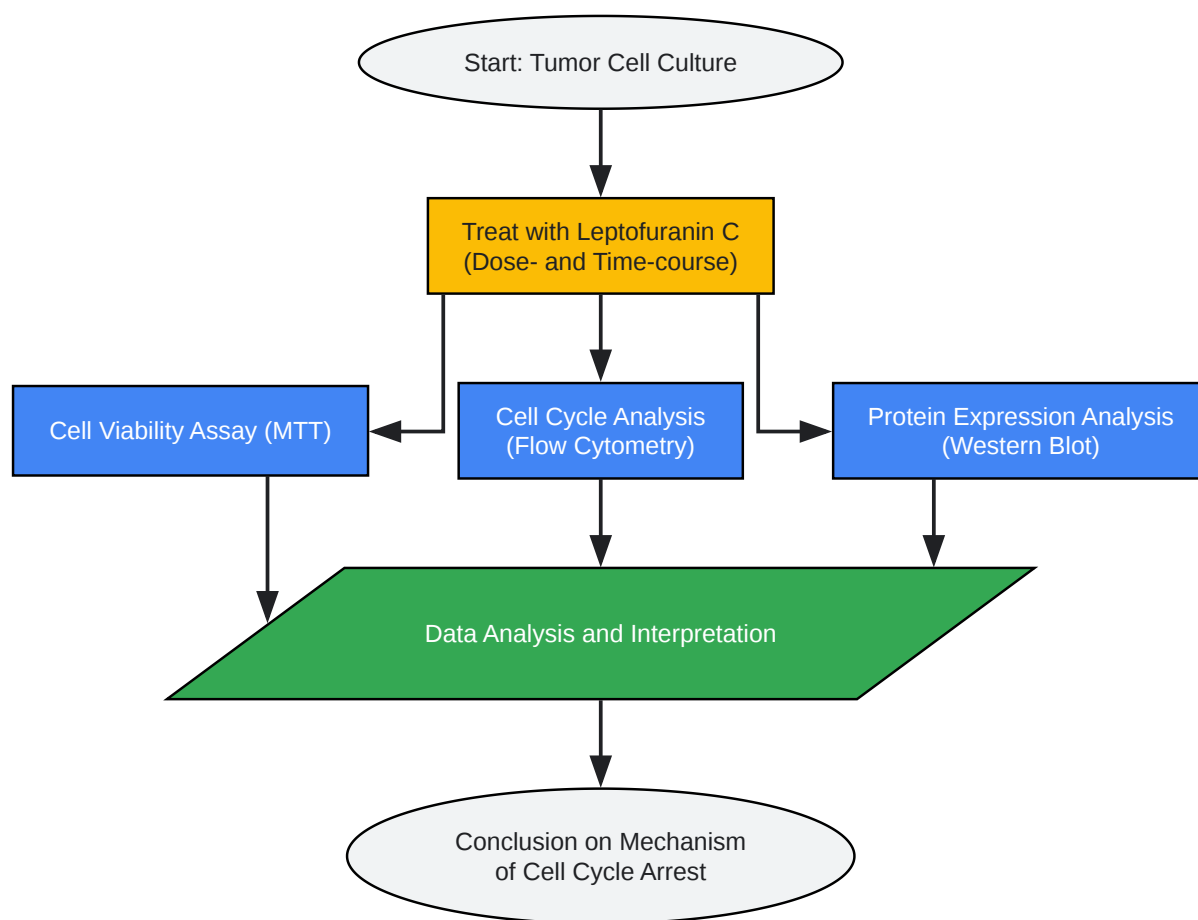 Start: Tumor Cell Culture
Treat with Leptofuranin C
(Dose- and Time-course)
Cell Viability Assay (MTT)
Cell Cycle Analysis
(Flow Cytometry)
Protein Expression Analysis
(Western Blot)
Data Analysis and Interpretation
Conclusion on Mechanism
of Cell Cycle Arrest